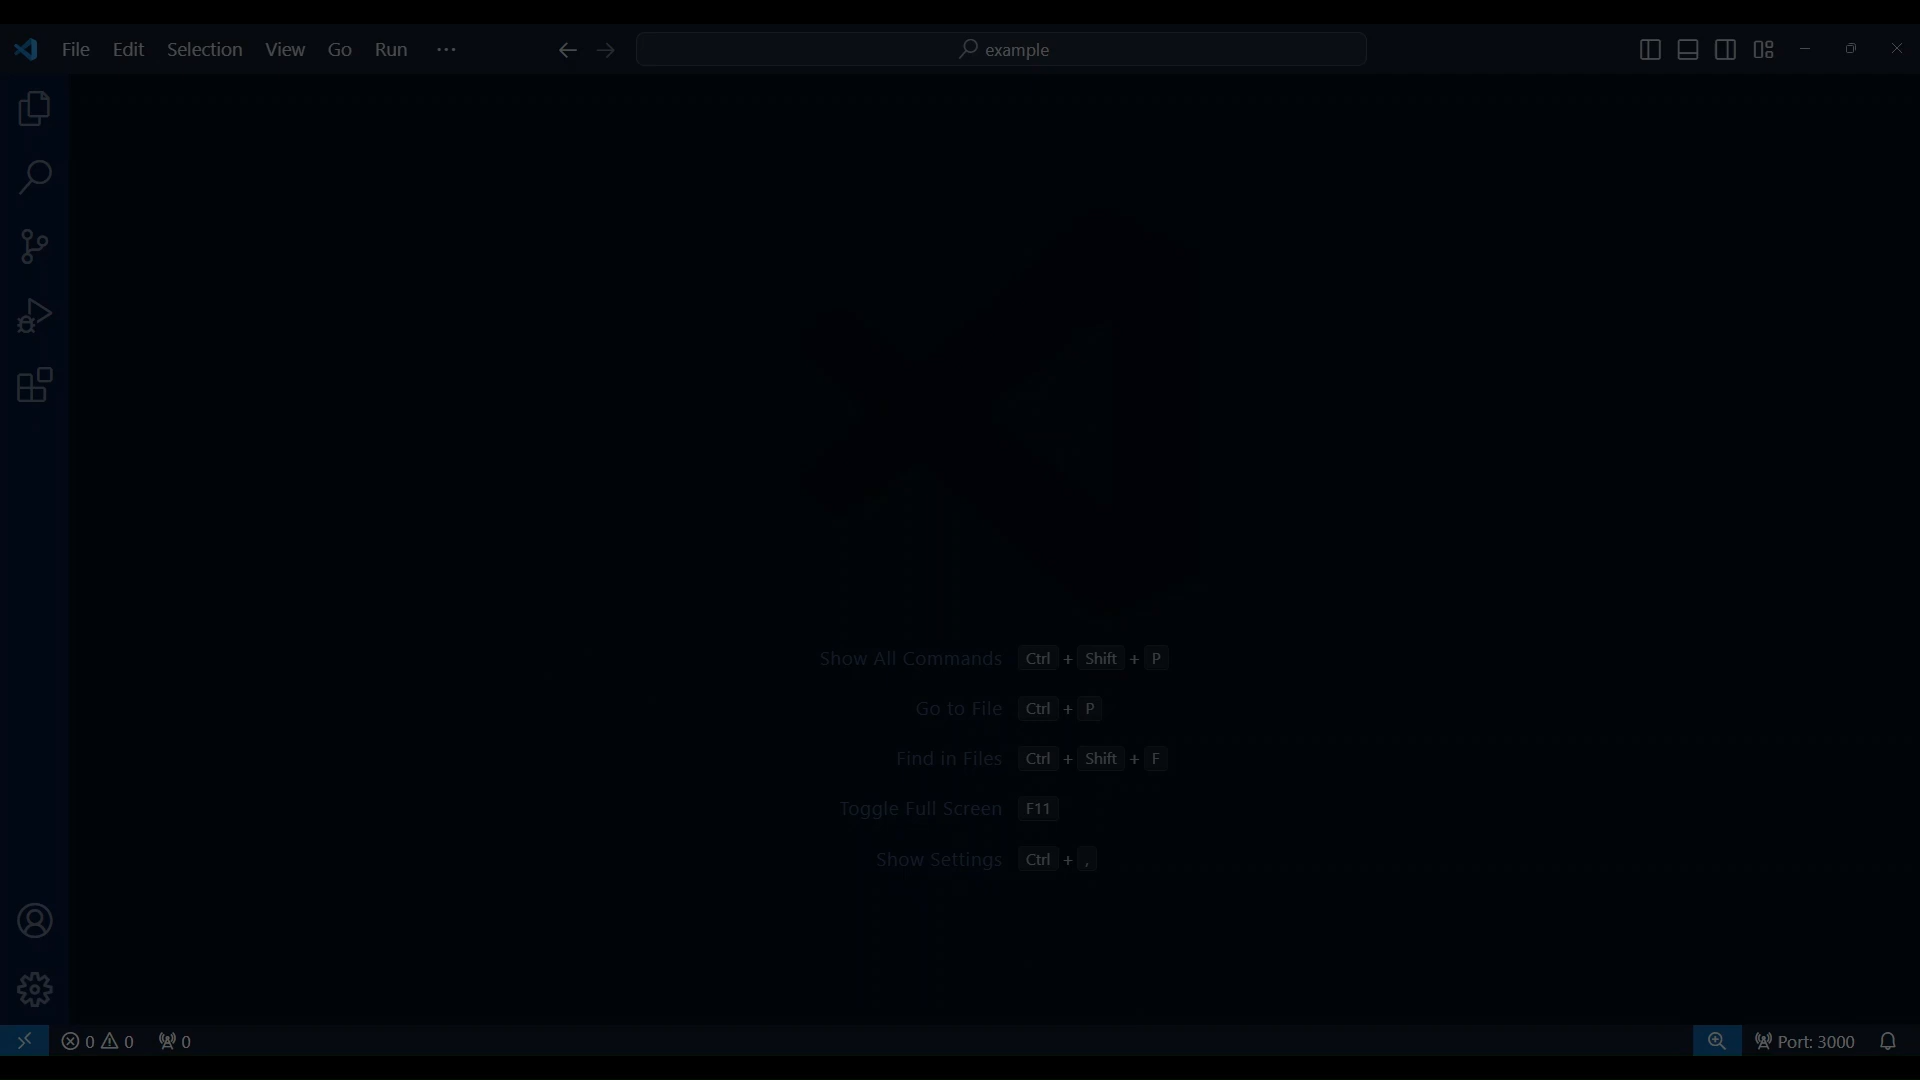 File Edit Selection View Go Run ···
example
Show All Commands Ctrl + Shift + P
Go to File Ctrl + P
Find in Files Ctrl + Shift + F
Toggle Full Screen F11
Show Settings Ctrl + ,
0 0 0 Port: 3000